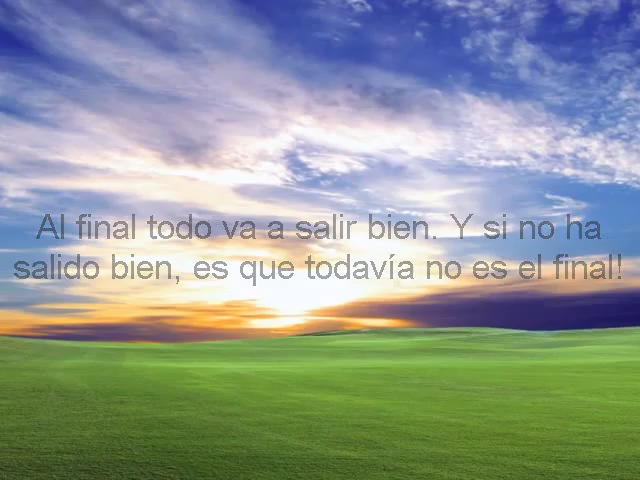 Al final todo va a salir bien. Y si no ha
salido bien, es que todavía no es el final!